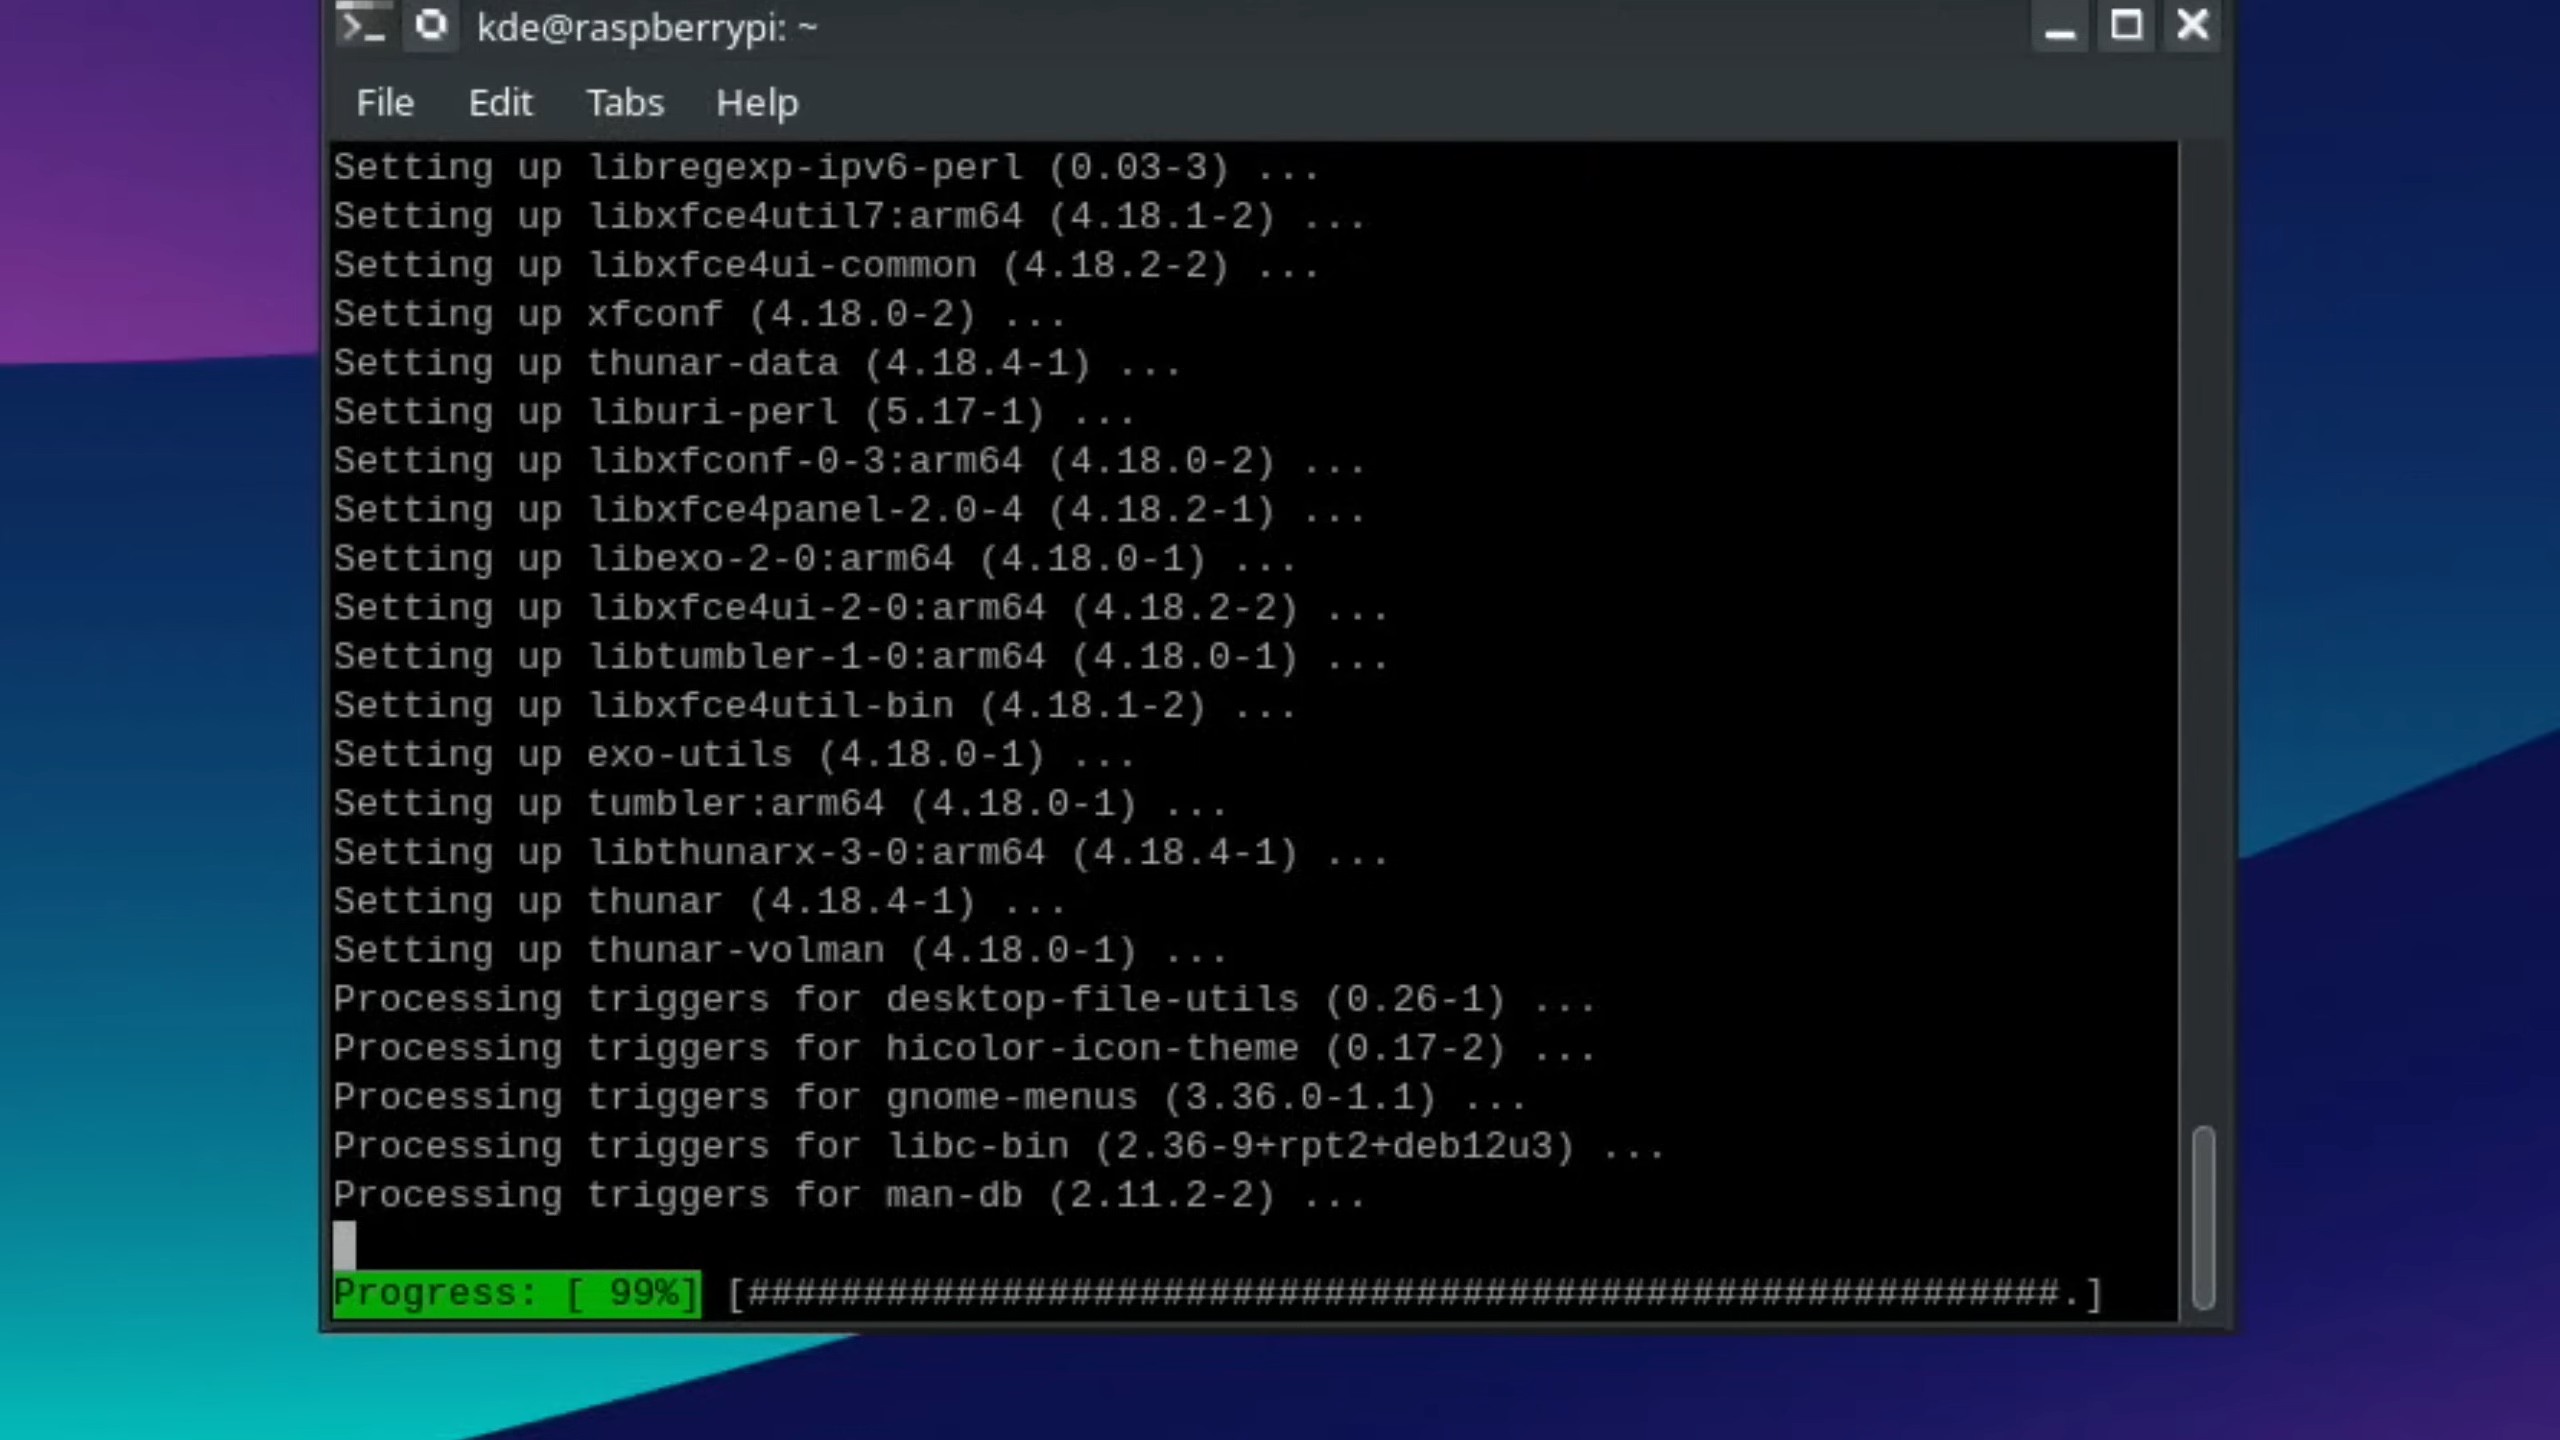 kde@raspberrypi: ~
File Edit Tabs Help
Setting up libregexp-ipv6-perl (0.03-3) ...
Setting up libxfce4util7:arm64 (4.18.1-2) ...
Setting up libxfce4ui-common (4.18.2-2) ...
Setting up xfconf (4.18.0-2) ...
Setting up thunar-data (4.18.4-1) ...
Setting up liburi-perl (5.17-1) ...
Setting up libxfconf-0-3:arm64 (4.18.0-2) ...
Setting up libxfce4panel-2.0-4 (4.18.2-1) ...
Setting up libexo-2-0:arm64 (4.18.0-1) ...
Setting up libxfce4ui-2-0:arm64 (4.18.2-2) ...
Setting up libtumbler-1-0:arm64 (4.18.0-1) ...
Setting up libxfce4util-bin (4.18.1-2) ...
Setting up exo-utils (4.18.0-1) ...
Setting up tumbler:arm64 (4.18.0-1) ...
Setting up libthunarx-3-0:arm64 (4.18.4-1) ...
Setting up thunar (4.18.4-1) ...
Setting up thunar-volman (4.18.0-1) ...
Processing triggers for desktop-file-utils (0.26-1) ...
Processing triggers for hicolor-icon-theme (0.17-2) ...
Processing triggers for gnome-menus (3.36.0-1.1) ...
Processing triggers for libc-bin (2.36-9+rpt2+deb12u3) ...
Processing triggers for man-db (2.11.2-2) ...
Progress: [ 99%] [#########################################################.]